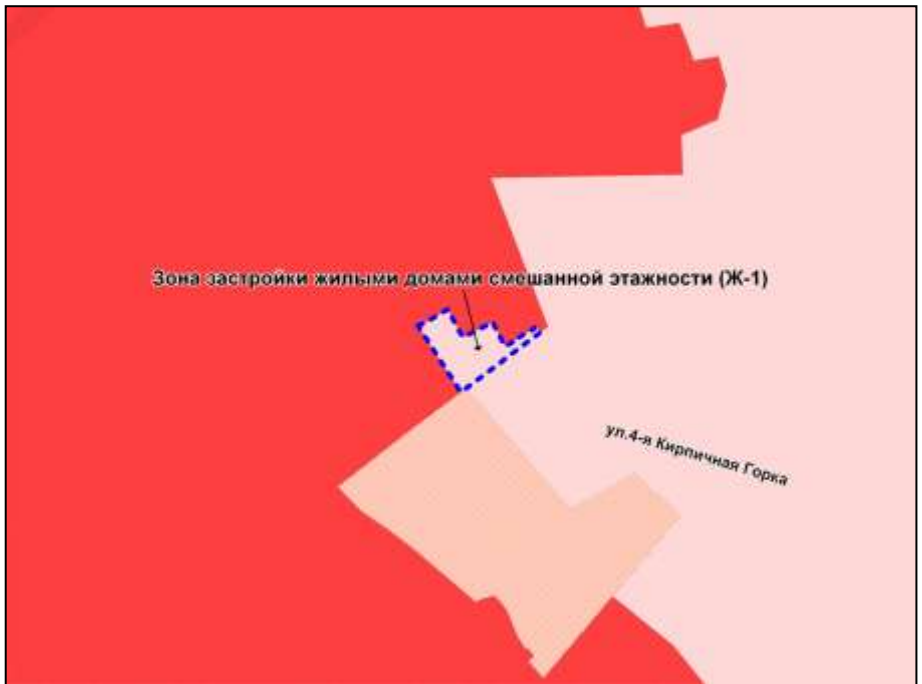 Зона застройки жилыми домами смешанной этажности (Ж-1)
ул.4-я Кирпичная Горка